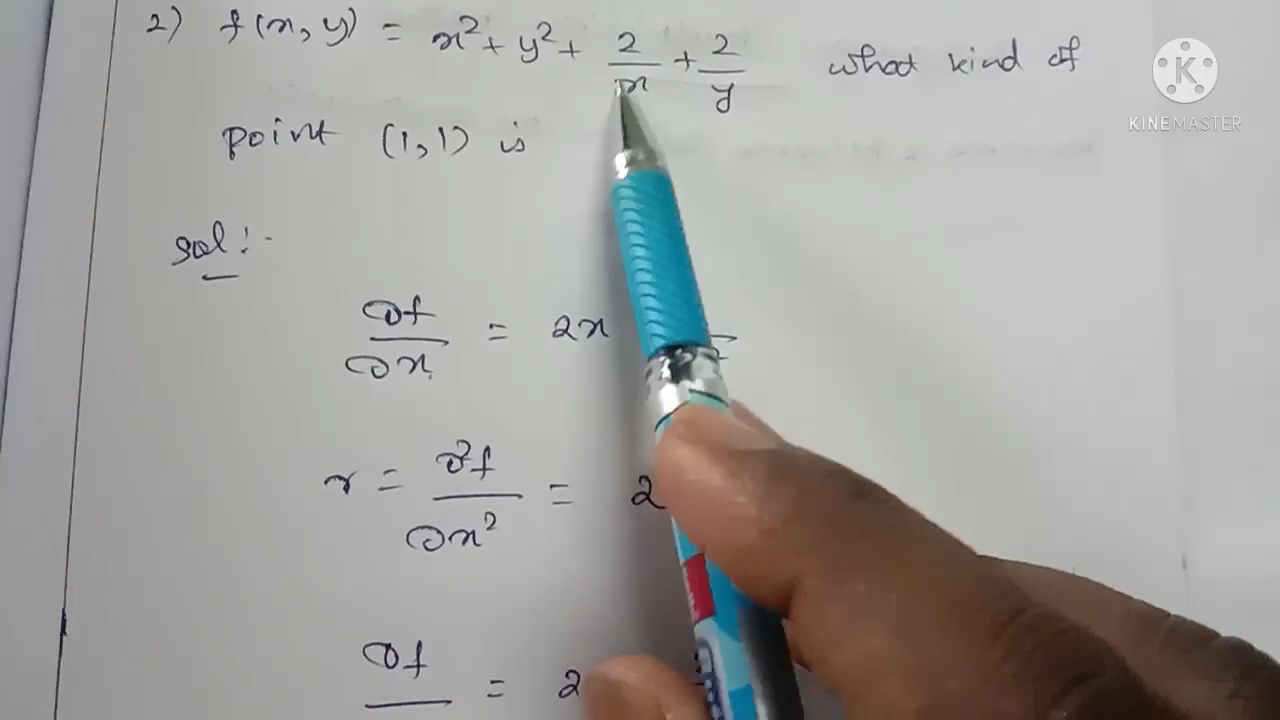 2) f(x, y) = x² + y² + 2/x + 2/y what kind of
KINEMASTER
point (1,1) is
Sol:-
∂f/∂x = 2x
r = ∂²f/∂x² = 2
∂f = 2